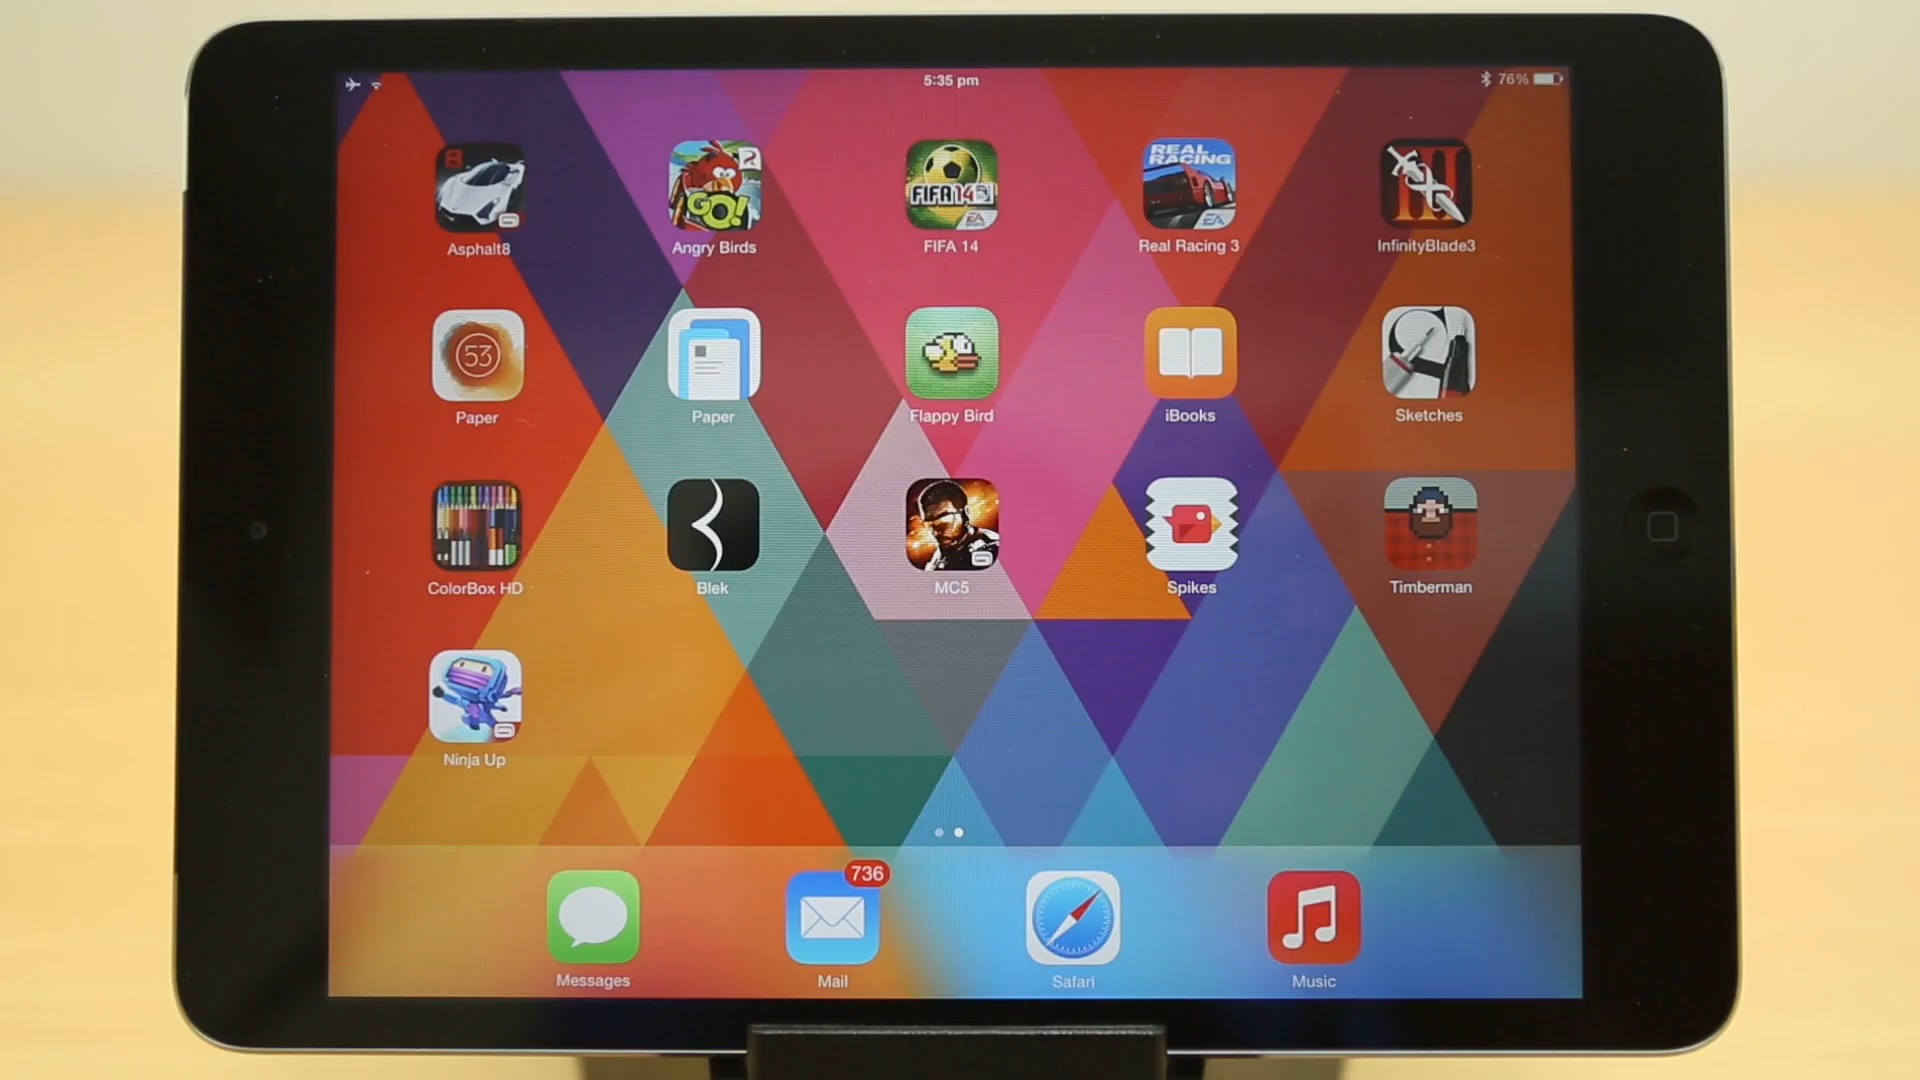 5:35 pm
76%
8
Asphalt8
R
GO!
Angry Birds
FIFA 14
EA
SPORTS
FIFA 14
REAL
RACING
EA
Real Racing 3
III
InfinityBlade3
53
Paper
Paper
Flappy Bird
iBooks
Sketches
ColorBox HD
Blek
MC5
Spikes
Timberman
Ninja Up
736
Messages
Mail
Safari
Music